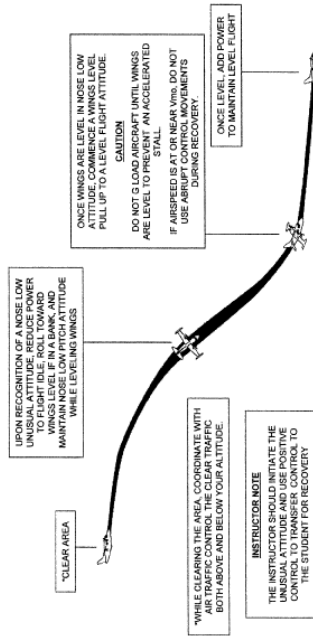 *CLEAR AREA
UPON RECOGNITION OF A NOSE LOW
UNUSUAL ATTITUDE, REDUCE POWER
TO FLIGHT IDLE, ROLL TOWARD
WINGS LEVEL IF IN A BANK, AND
MAINTAIN NOSE LOW PITCH ATTITUDE
WHILE LEVELING WINGS
ONCE WINGS ARE LEVEL IN NOSE LOW
ATTITUDE, COMMENCE A WINGS LEVEL
PULL UP TO A LEVEL FLIGHT ATTITUDE.
CAUTION
DO NOT G LOAD AIRCRAFT UNTIL WINGS
ARE LEVEL TO PREVENT AN ACCELERATED
STALL.
IF AIRSPEED IS AT OR NEAR Vmo, DO NOT
USE ABRUPT CONTROL MOVEMENTS
DURING RECOVERY.
ONCE LEVEL, ADD POWER
TO MAINTAIN LEVEL FLIGHT
*WHILE CLEARING THE AREA, COORDINATE WITH
AIR TRAFFIC CONTROL THE CLEAR TRAFFIC
BOTH ABOVE AND BELOW YOUR ALTITUDE.
INSTRUCTOR NOTE
THE INSTRUCTOR SHOULD INITIATE THE
UNUSUAL ATTITUDE AND USE POSITIVE
CONTROL TO TRANSFER CONTROL TO
THE STUDENT FOR RECOVERY